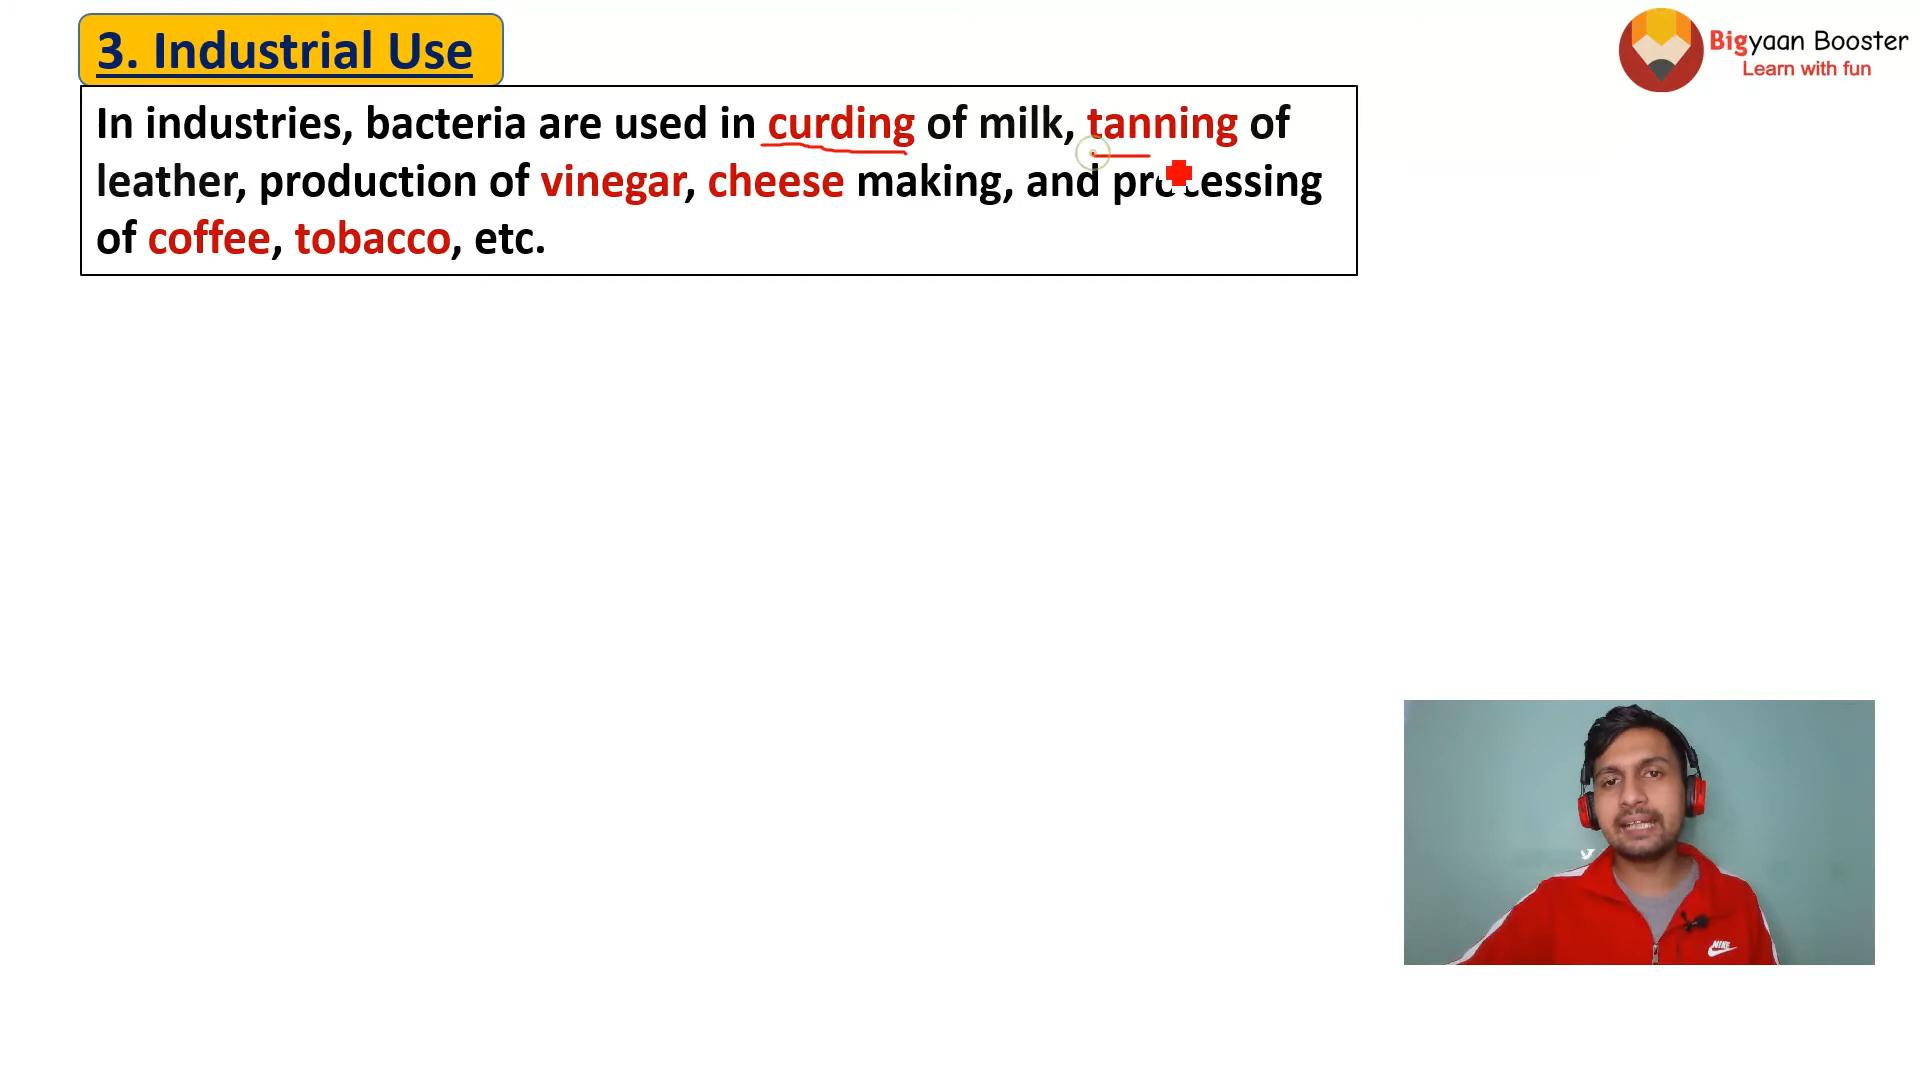 3. Industrial Use
Bigyaan Booster
Learn with fun
In industries, bacteria are used in curding of milk, tanning of
leather, production of vinegar, cheese making, and processing
of coffee, tobacco, etc.
NIKE